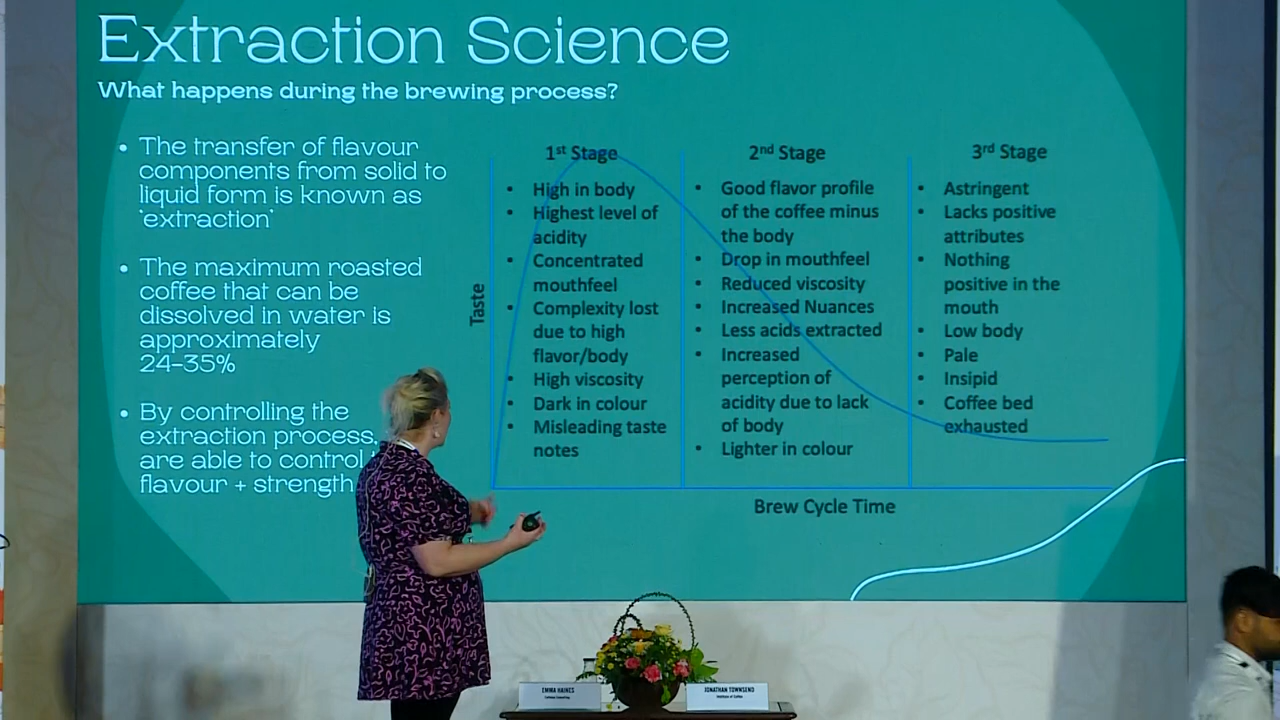 Extraction Science
What happens during the brewing process?
• The transfer of flavour
components from solid to
liquid form is known as
‘extraction’
• The maximum roasted
coffee that can be
dissolved in water is
approximately
24-35%
• By controlling the
extraction process,
are able to control
flavour + strength
Taste
1st Stage
• High in body
• Highest level of
acidity
• Concentrated
mouthfeel
• Complexity lost
due to high
flavor/body
• High viscosity
• Dark in colour
• Misleading taste
notes
2nd Stage
• Good flavor profile
of the coffee minus
the body
• Drop in mouthfeel
• Reduced viscosity
• Increased Nuances
• Less acids extracted
• Increased
perception of
acidity due to lack
of body
• Lighter in colour
3rd Stage
• Astringent
• Lacks positive
attributes
• Nothing
positive in the
mouth
• Low body
• Pale
• Insipid
• Coffee bed
exhausted
Brew Cycle Time
EMMA HAINES
JONATHAN TOWNSEND